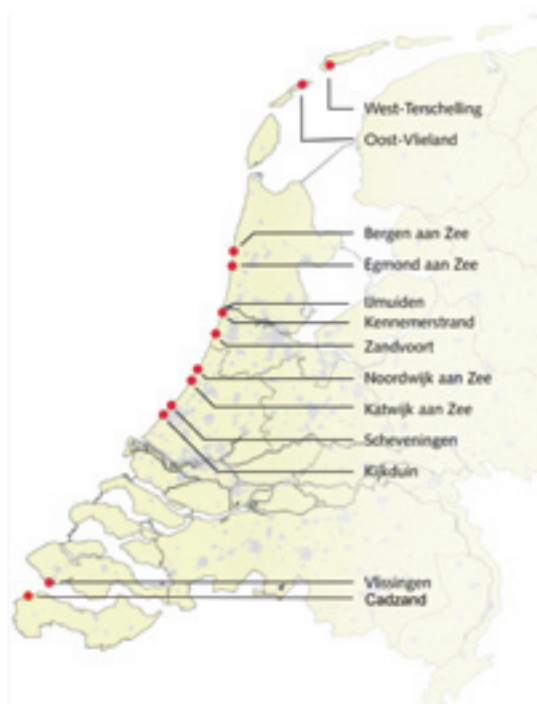 West-Terschelling
Oost-Vlieland
Bergen aan Zee
Egmond aan Zee
IJmuiden
Kennemerstrand
Zandvoort
Noordwijk aan Zee
Katwijk aan Zee
Scheveningen
Kijkduin
Vlissingen
Cadzand